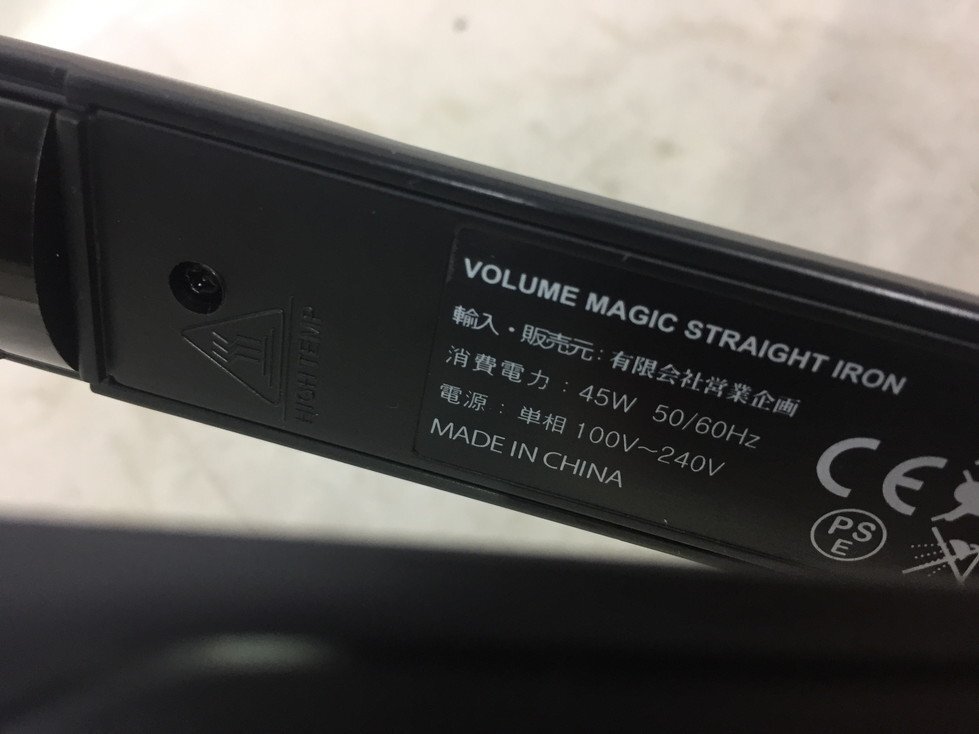 HIGH TEMP
VOLUME MAGIC STRAIGHT IRON
輸入・販売元：有限会社営業企画
消費電力：45W 50/60Hz
電源：単相 100V～240V
MADE IN CHINA
CE
PS
E